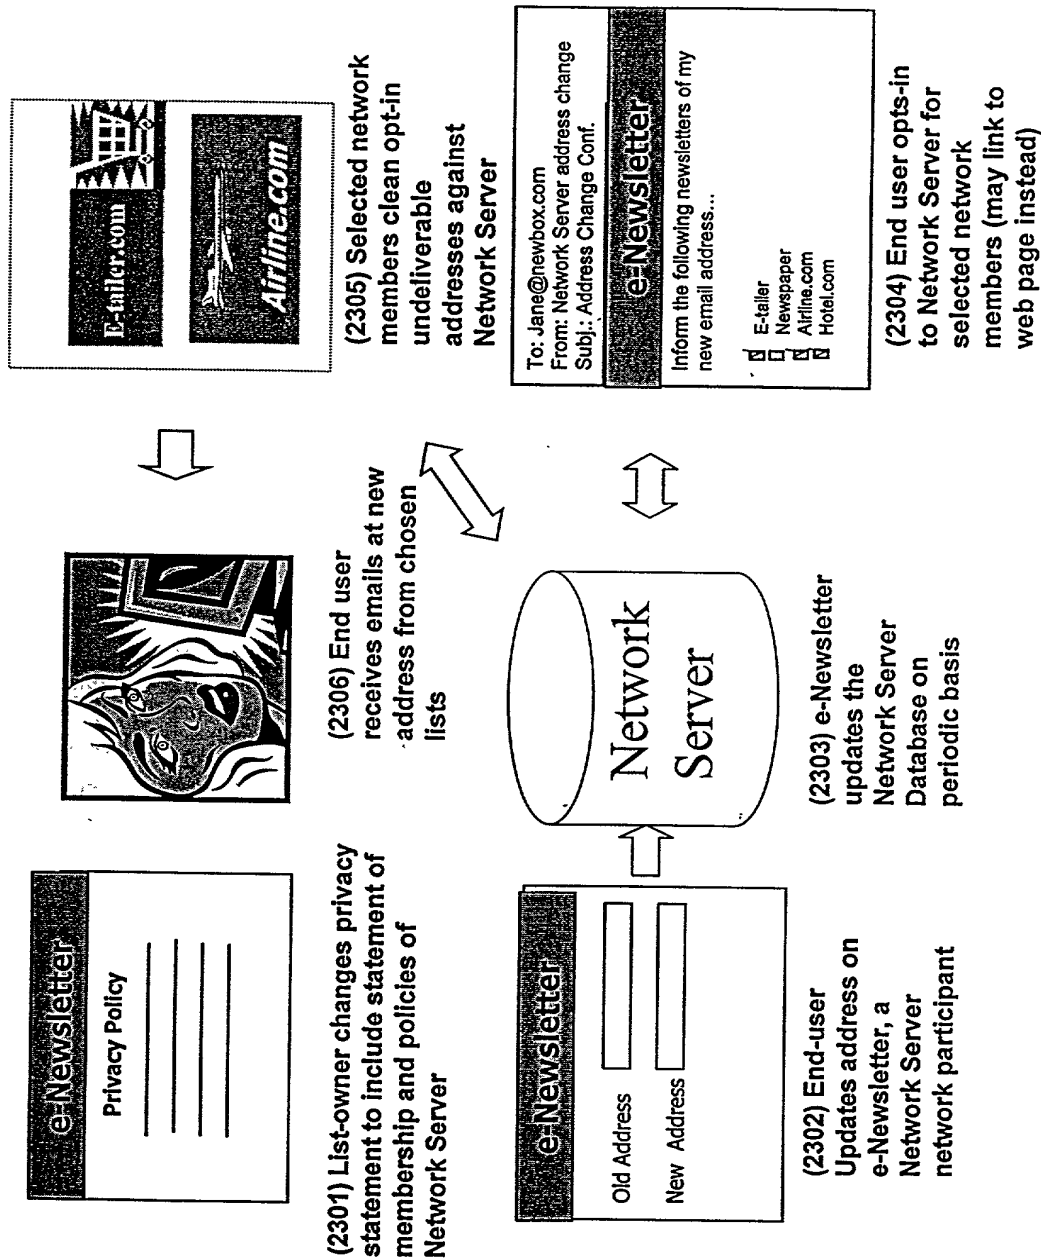 e-Newsletter
Privacy Policy
(2301) List-owner changes privacy
statement to include statement of
membership and policies of
Network Server
e-Newsletter
Old Address
New Address
(2302) End-user
Updates address on
e-Newsletter, a
Network Server
network participant
Network
Server
(2303) e-Newsletter
updates the
Network Server
Database on
periodic basis
To: Jane@newbox.com
From: Network Server address change
Subj.: Address Change Conf.
e-Newsletter
Inform the following newsletters of my
new email address...
E-tailer
Newspaper
Airline.com
Hotel.com
(2304) End user opts-in
to Network Server for
selected network
members (may link to
web page instead)
E-tailer.com
Airline.com
(2305) Selected network
members clean opt-in
undeliverable
addresses against
Network Server
(2306) End user
receives emails at new
address from chosen
lists